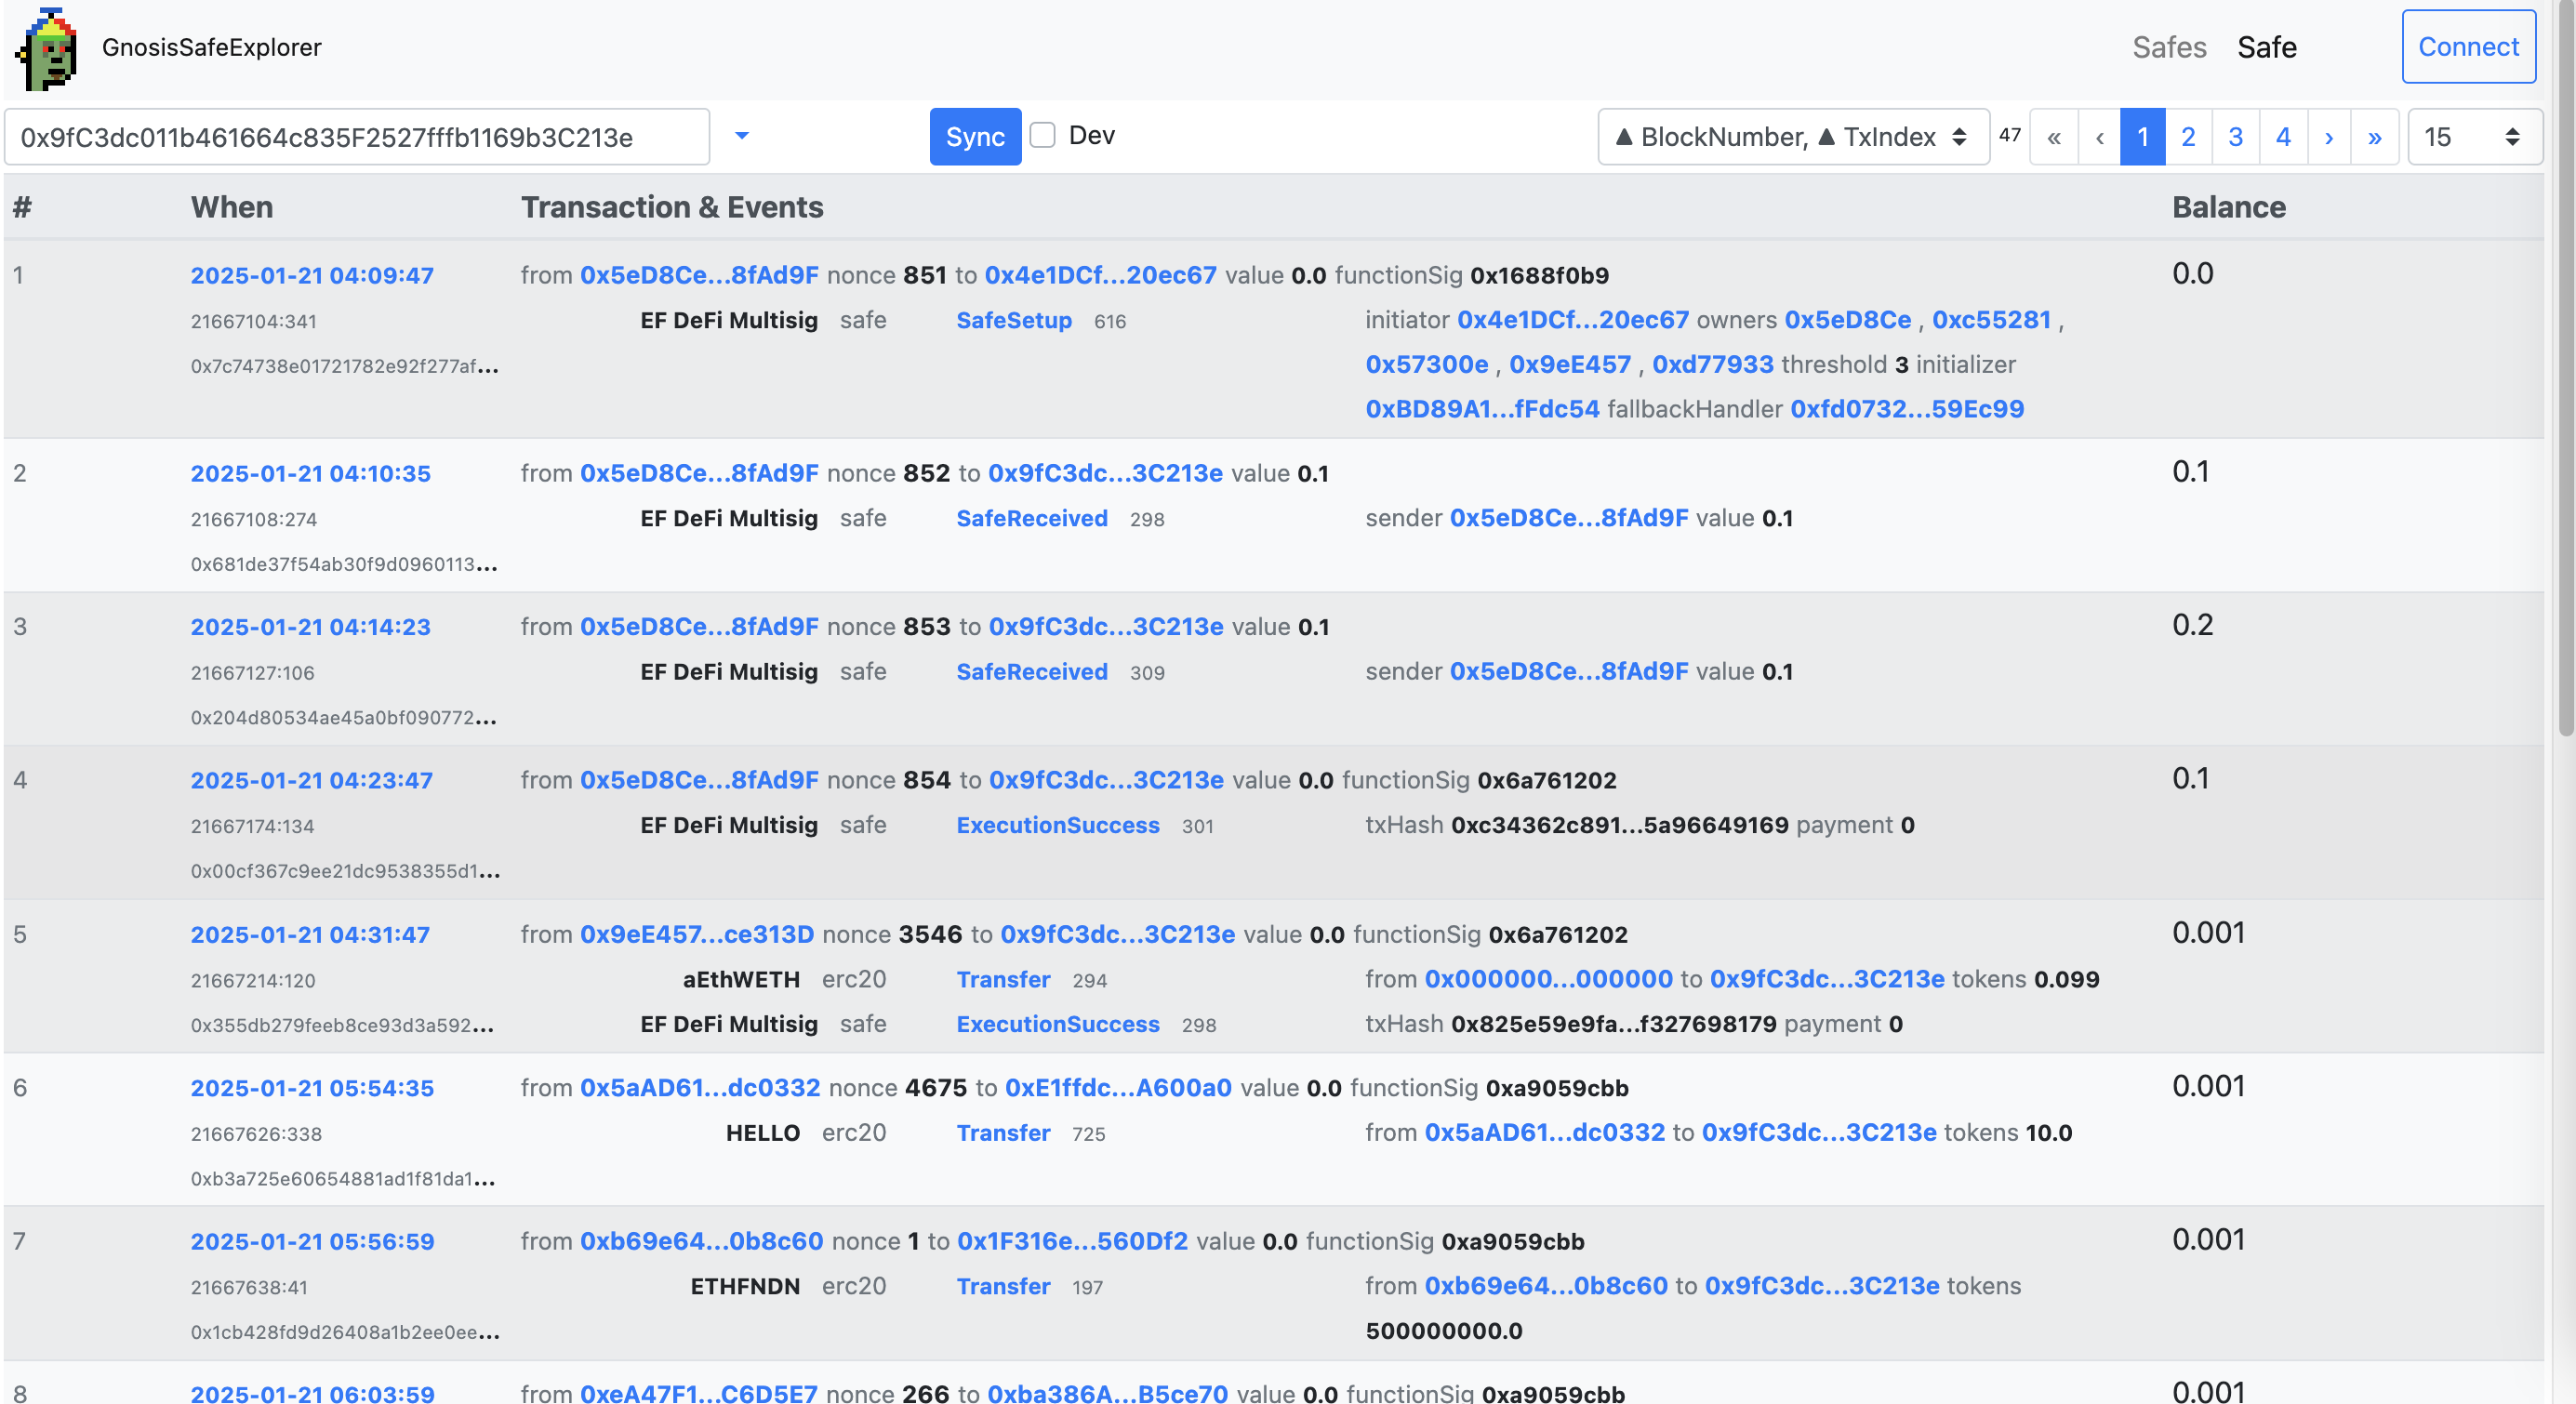 GnosisSafeExplorer Safes Safe Connect
0x9fC3dc011b461664c835F2527fffb1169b3C213e Sync Dev ▲ BlockNumber, ▲ TxIndex 47 « ‹ 1 2 3 4 › » 15
# When Transaction & Events Balance
1 2025-01-21 04:09:47 from 0x5eD8Ce...8fAd9F nonce 851 to 0x4e1DCf...20ec67 value 0.0 functionSig 0x1688f0b9 0.0
21667104:341 EF DeFi Multisig safe SafeSetup 616 initiator 0x4e1DCf...20ec67 owners 0x5eD8Ce , 0xc55281 ,
0x7c74738e01721782e92f277af... 0x57300e , 0x9eE457 , 0xd77933 threshold 3 initializer
0xBD89A1...fFdc54 fallbackHandler 0xfd0732...59Ec99
2 2025-01-21 04:10:35 from 0x5eD8Ce...8fAd9F nonce 852 to 0x9fC3dc...3C213e value 0.1 0.1
21667108:274 EF DeFi Multisig safe SafeReceived 298 sender 0x5eD8Ce...8fAd9F value 0.1
0x681de37f54ab30f9d0960113...
3 2025-01-21 04:14:23 from 0x5eD8Ce...8fAd9F nonce 853 to 0x9fC3dc...3C213e value 0.1 0.2
21667127:106 EF DeFi Multisig safe SafeReceived 309 sender 0x5eD8Ce...8fAd9F value 0.1
0x204d80534ae45a0bf090772...
4 2025-01-21 04:23:47 from 0x5eD8Ce...8fAd9F nonce 854 to 0x9fC3dc...3C213e value 0.0 functionSig 0x6a761202 0.1
21667174:134 EF DeFi Multisig safe ExecutionSuccess 301 txHash 0xc34362c891...5a96649169 payment 0
0x00cf367c9ee21dc9538355d1...
5 2025-01-21 04:31:47 from 0x9eE457...ce313D nonce 3546 to 0x9fC3dc...3C213e value 0.0 functionSig 0x6a761202 0.001
21667214:120 aEthWETH erc20 Transfer 294 from 0x000000...000000 to 0x9fC3dc...3C213e tokens 0.099
0x355db279feeb8ce93d3a592... EF DeFi Multisig safe ExecutionSuccess 298 txHash 0x825e59e9fa...f327698179 payment 0
6 2025-01-21 05:54:35 from 0x5aAD61...dc0332 nonce 4675 to 0xE1ffdc...A600a0 value 0.0 functionSig 0xa9059cbb 0.001
21667626:338 HELLO erc20 Transfer 725 from 0x5aAD61...dc0332 to 0x9fC3dc...3C213e tokens 10.0
0xb3a725e60654881ad1f81da1...
7 2025-01-21 05:56:59 from 0xb69e64...0b8c60 nonce 1 to 0x1F316e...560Df2 value 0.0 functionSig 0xa9059cbb 0.001
21667638:41 ETHFNDN erc20 Transfer 197 from 0xb69e64...0b8c60 to 0x9fC3dc...3C213e tokens
0x1cb428fd9d26408a1b2ee0ee... 500000000.0
8 2025-01-21 06:03:59 from 0xeA47F1...C6D5E7 nonce 266 to 0xba386A...B5ce70 value 0.0 functionSig 0xa9059cbb 0.001